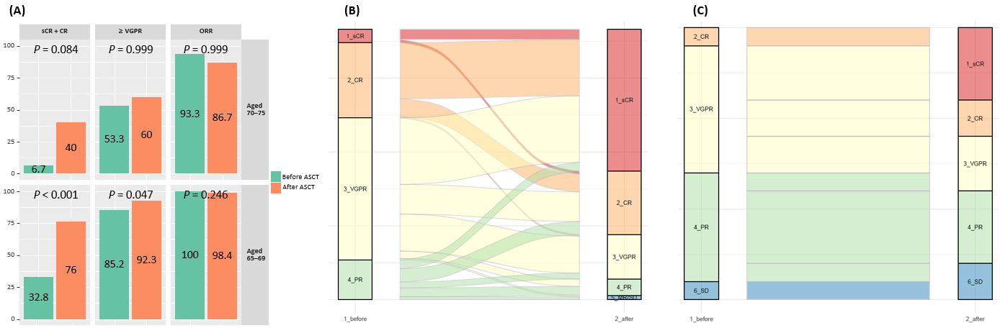 (A)
sCR + CR
≥ VGPR
ORR
100
75
50
25
0
P = 0.084
P = 0.999
P = 0.999
6.7
40
53.3
60
93.3
86.7
Aged
70–75
100
75
50
25
0
P < 0.001
P = 0.047
P = 0.246
32.8
76
85.2
92.3
100
98.4
Aged
65–69
Before ASCT
After ASCT
(B)
1_sCR
2_CR
3_VGPR
4_PR
1_before
1_sCR
2_CR
3_VGPR
4_PR
5_MR/SD
2_after
(C)
2_CR
3_VGPR
4_PR
6_SD
1_before
1_sCR
2_CR
3_VGPR
4_PR
6_SD
2_after